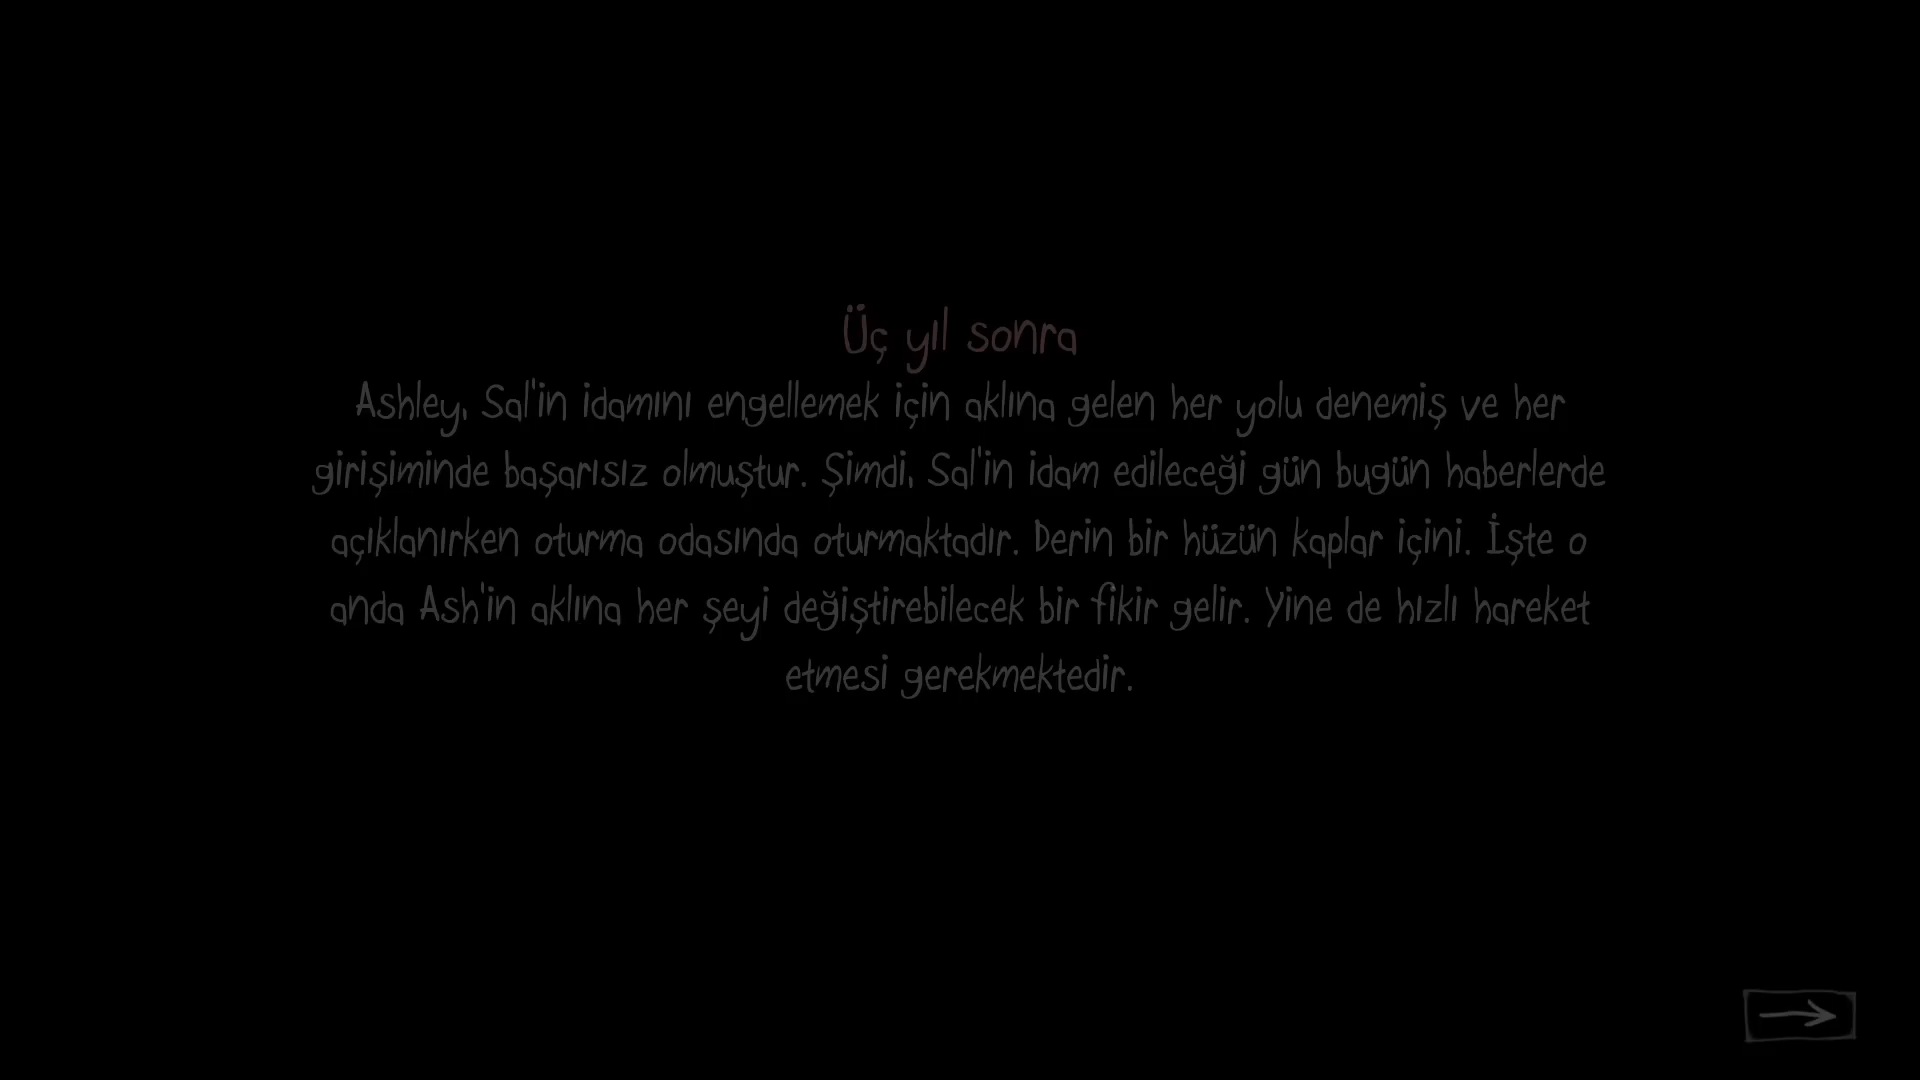 Üç yıl sonra
Ashley, Sal'in idamını engellemek için aklına gelen her yolu denemiş ve her
girişiminde başarısız olmuştur. Şimdi, Sal'in idam edileceği gün bugün haberlerde
açıklanırken oturma odasında oturmaktadır. Derin bir hüzün kaplar içini. İşte o
anda Ash'in aklına her şeyi değiştirebilecek bir fikir gelir. Yine de hızlı hareket
etmesi gerekmektedir.